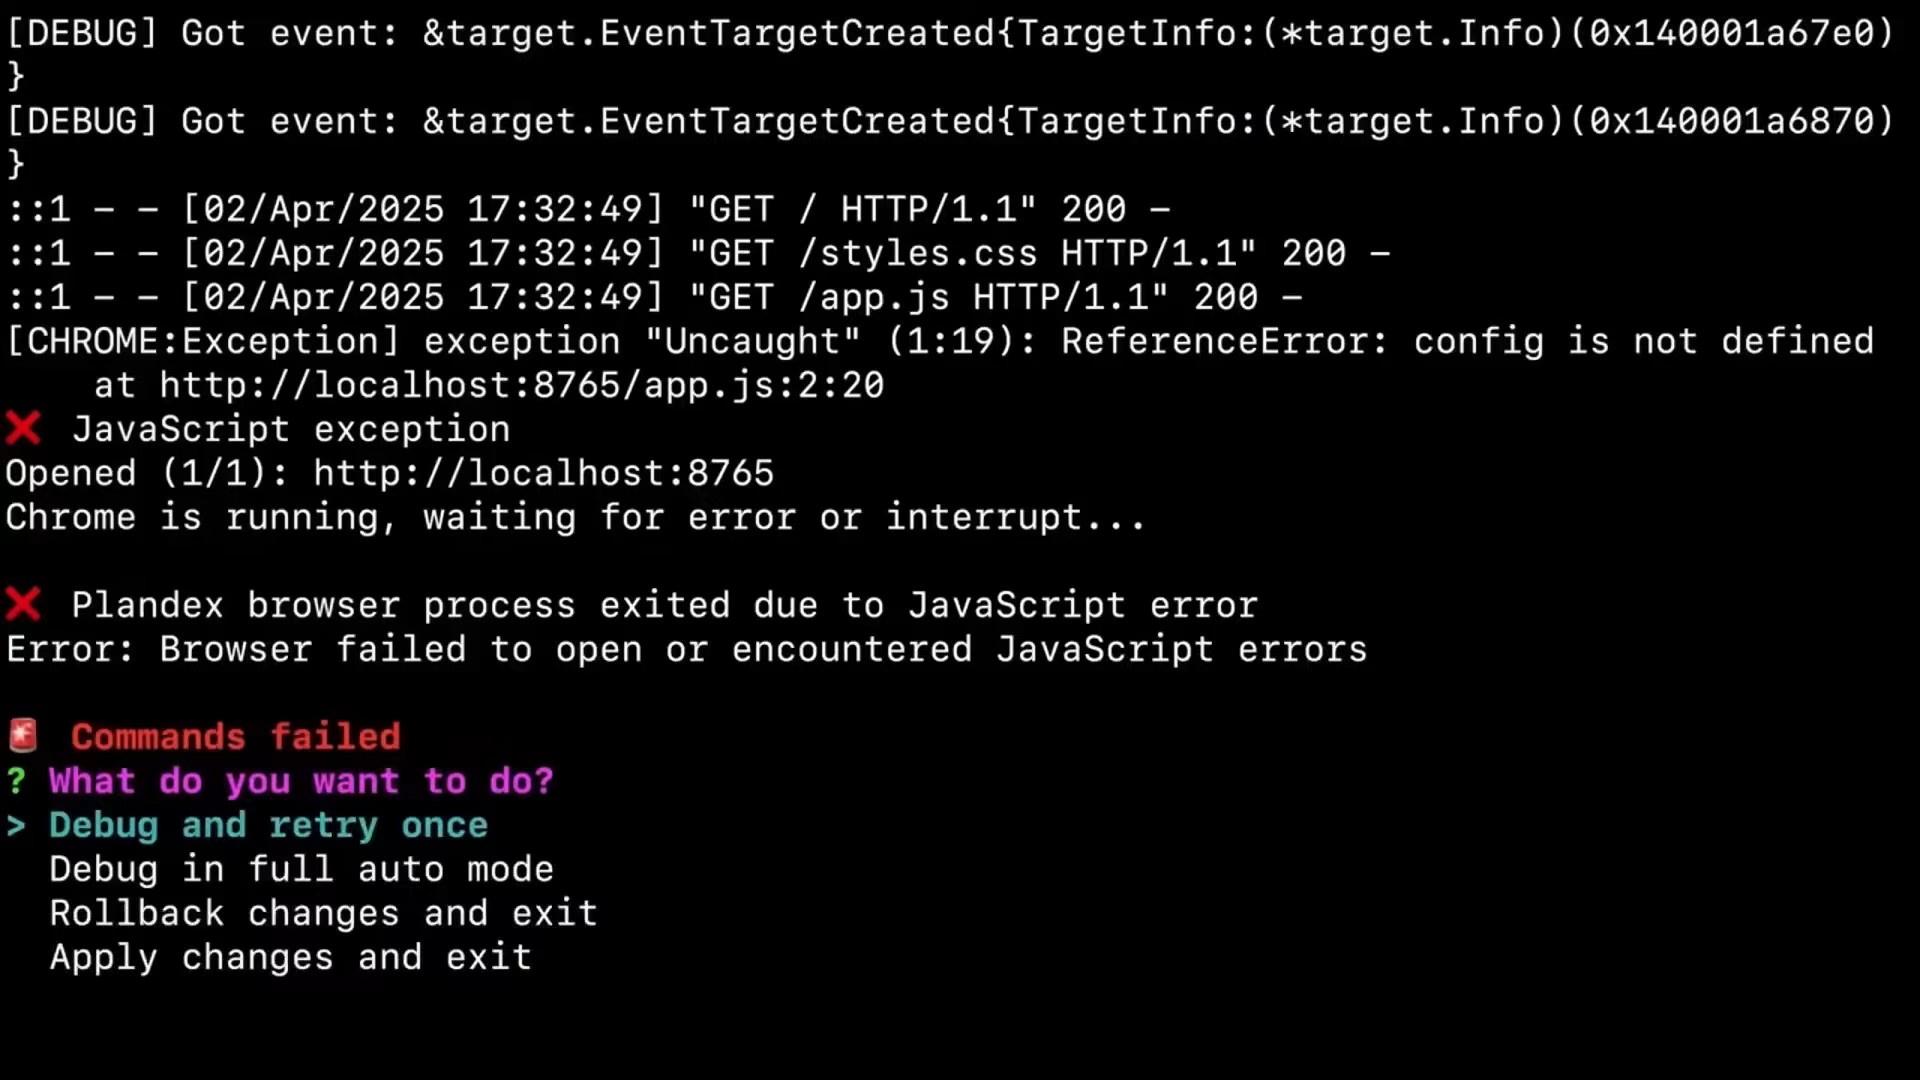 [DEBUG] Got event: &target.EventTargetCreated{TargetInfo:(*target.Info)(0x140001a67e0)
}
[DEBUG] Got event: &target.EventTargetCreated{TargetInfo:(*target.Info)(0x140001a6870)
}
::1 - - [02/Apr/2025 17:32:49] "GET / HTTP/1.1" 200 -
::1 - - [02/Apr/2025 17:32:49] "GET /styles.css HTTP/1.1" 200 -
::1 - - [02/Apr/2025 17:32:49] "GET /app.js HTTP/1.1" 200 -
[CHROME:Exception] exception "Uncaught" (1:19): ReferenceError: config is not defined
    at http://localhost:8765/app.js:2:20
❌ JavaScript exception
Opened (1/1): http://localhost:8765
Chrome is running, waiting for error or interrupt...
❌ Plandex browser process exited due to JavaScript error
Error: Browser failed to open or encountered JavaScript errors
🚨 Commands failed
? What do you want to do?
> Debug and retry once
  Debug in full auto mode
  Rollback changes and exit
  Apply changes and exit